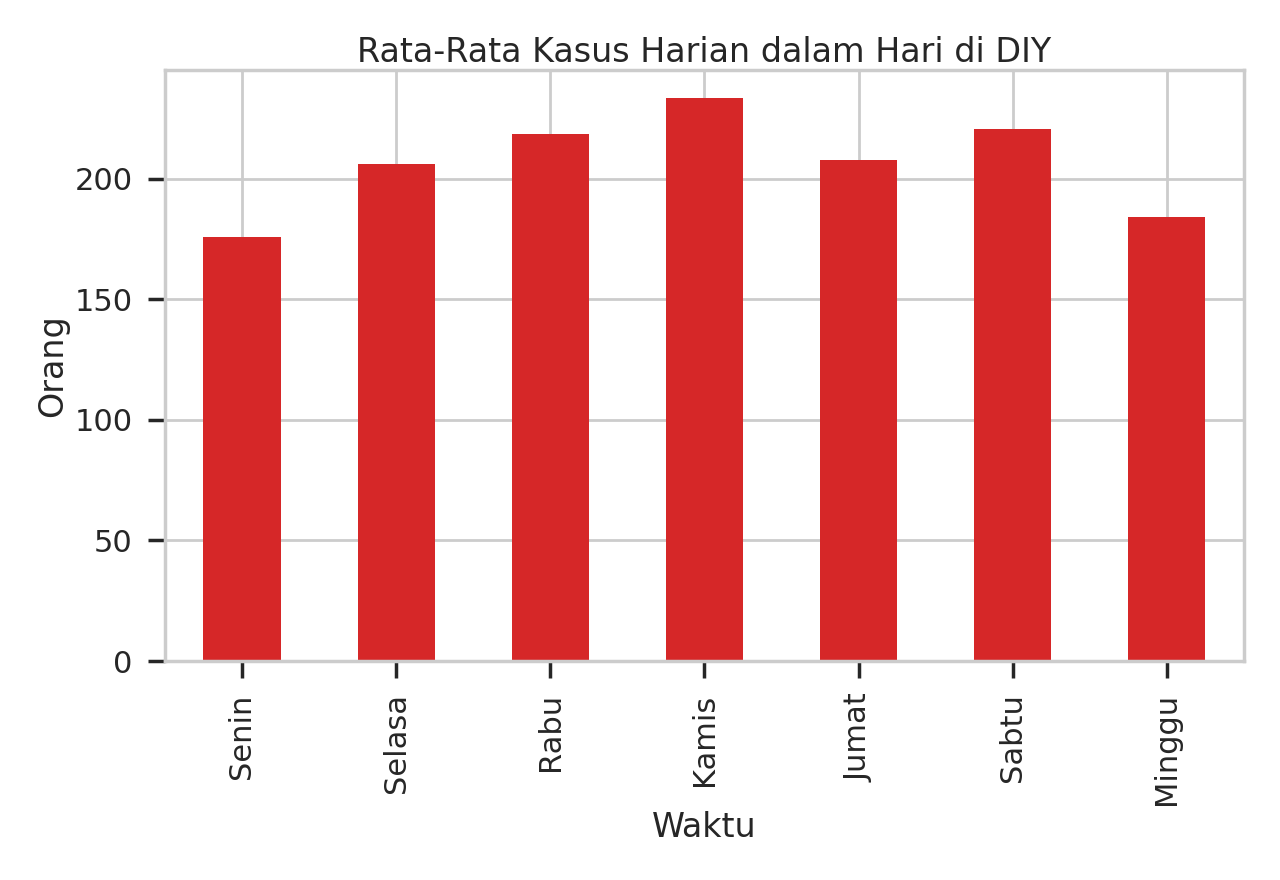 Rata-Rata Kasus Harian dalam Hari di DIY
Orang
200
150
100
50
0
Senin
Selasa
Rabu
Kamis
Jumat
Sabtu
Minggu
Waktu